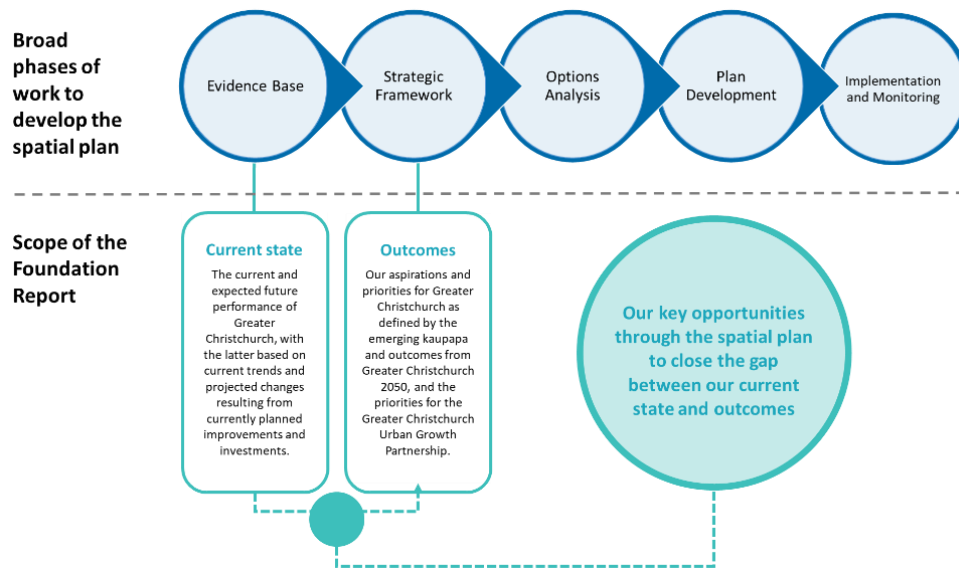 Broad
phases of
work to
develop the
spatial plan
Evidence Base
Strategic
Framework
Options
Analysis
Plan
Development
Implementation
and Monitoring
Scope of the
Foundation
Report
Current state
The current and
expected future
performance of
Greater
Christchurch, with
the latter based on
current trends and
projected changes
resulting from
currently planned
improvements and
investments.
Outcomes
Our aspirations and
priorities for Greater
Christchurch as
defined by the
emerging kaupapa
and outcomes from
Greater Christchurch
2050, and the
priorities for the
Greater Christchurch
Urban Growth
Partnership.
Our key opportunities
through the spatial plan
to close the gap
between our current
state and outcomes